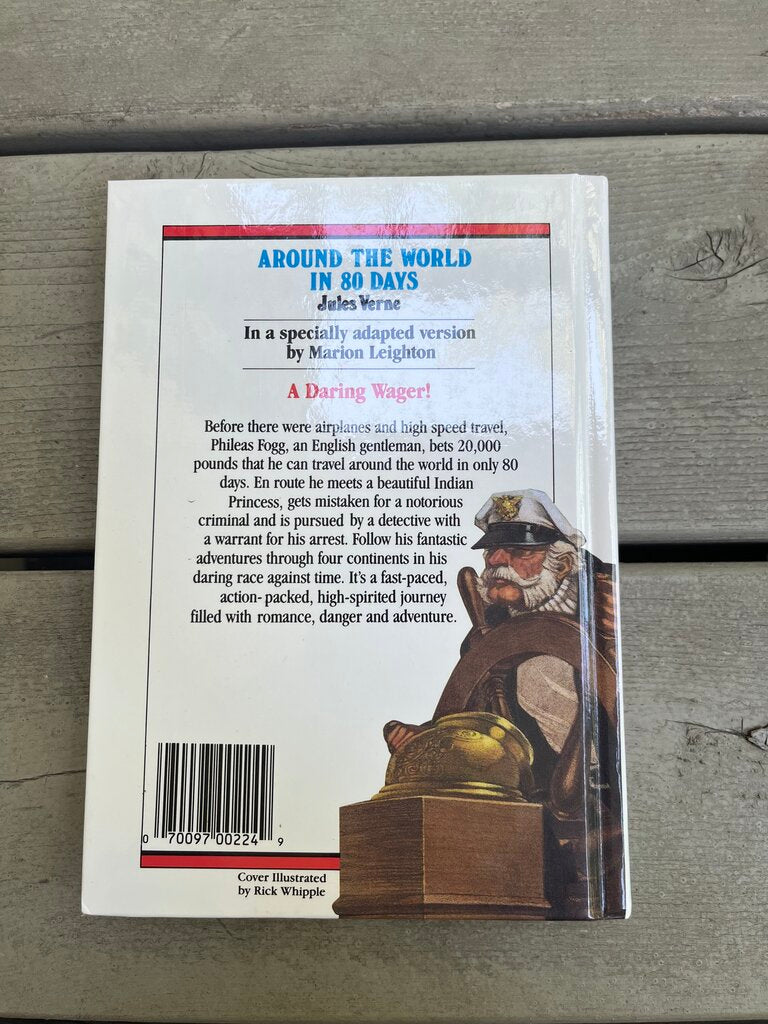 AROUND THE WORLD
IN 80 DAYS
Jules Verne
In a specially adapted version
by Marion Leighton
A Daring Wager!
Before there were airplanes and high speed travel,
Phileas Fogg, an English gentleman, bets 20,000
pounds that he can travel around the world in only 80
days. En route he meets a beautiful Indian
Princess, gets mistaken for a notorious
criminal and is pursued by a detective with
a warrant for his arrest. Follow his fantastic
adventures through four continents in his
daring race against time. It's a fast-paced,
action-packed, high-spirited journey
filled with romance, danger and adventure.
0 70097 00224 9
Cover Illustrated
by Rick Whipple